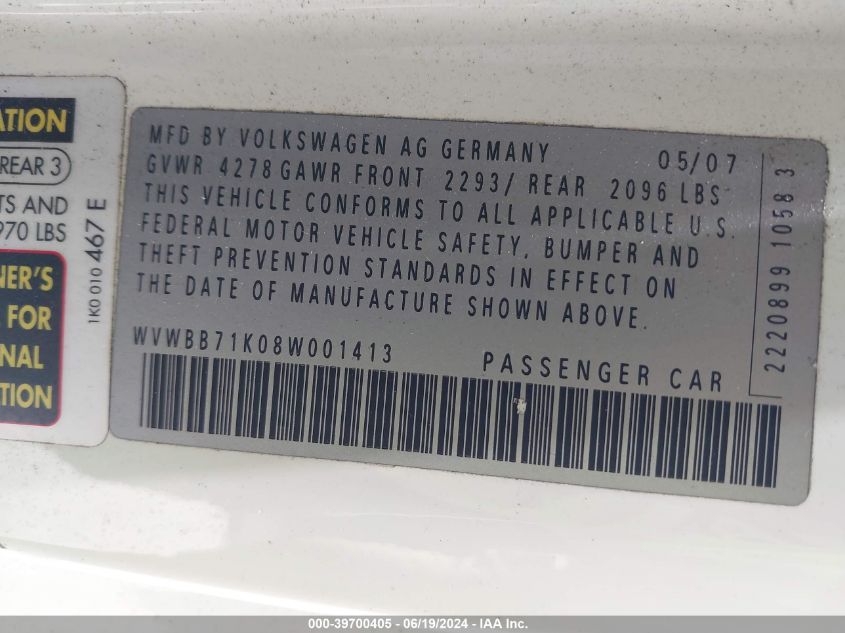 ATION
REAR 3
TS AND
970 LBS
NER'S
FOR
NAL
TION
1K0 010 467 E
MFD BY VOLKSWAGEN AG GERMANY 05/07
GVWR 4278 GAWR FRONT 2293/ REAR 2096 LBS
THIS VEHICLE CONFORMS TO ALL APPLICABLE U.S.
FEDERAL MOTOR VEHICLE SAFETY, BUMPER AND
THEFT PREVENTION STANDARDS IN EFFECT ON
THE DATE OF MANUFACTURE SHOWN ABOVE.
WVWBB71K08W001413 PASSENGER CAR
2220899 1058 3
000-39700405 - 06/19/2024 - IAA Inc.